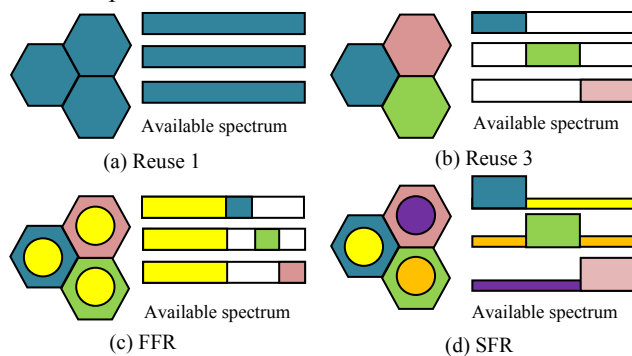 Available spectrum
Available spectrum
(a) Reuse 1
(b) Reuse 3
Available spectrum
Available spectrum
(c) FFR
(d) SFR